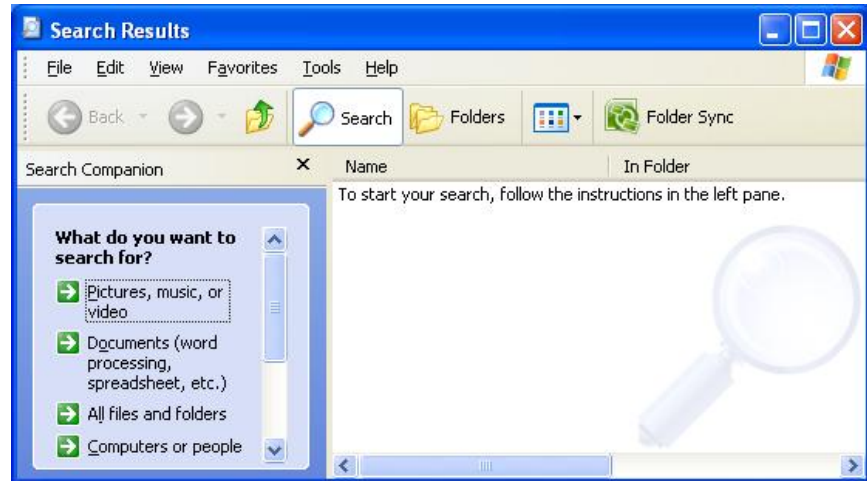 Search Results
File Edit View Favorites Tools Help
Back Search Folders Folder Sync
Search Companion
Name In Folder
To start your search, follow the instructions in the left pane.
What do you want to
search for?
Pictures, music, or
video
Documents (word
processing,
spreadsheet, etc.)
All files and folders
Computers or people